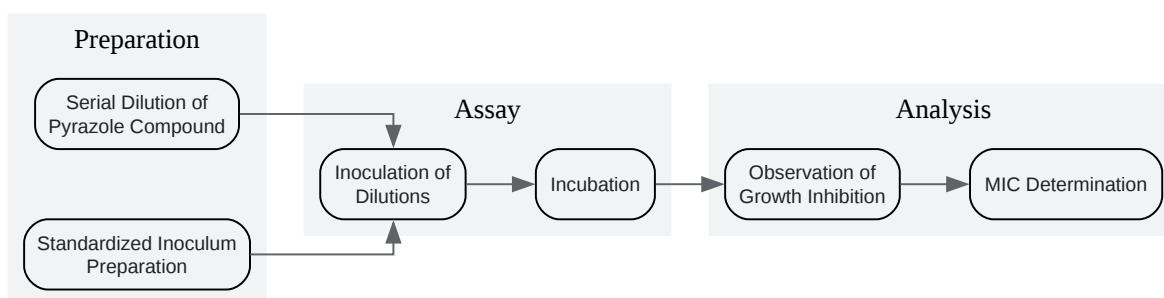 Preparation
Serial Dilution of
Pyrazole Compound
Standardized Inoculum
Preparation
Assay
Inoculation of
Dilutions
Incubation
Analysis
Observation of
Growth Inhibition
MIC Determination